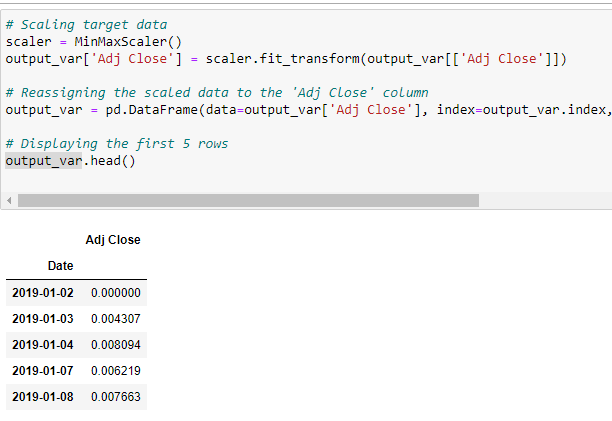 # Scaling target data
scaler = MinMaxScaler()
output_var['Adj Close'] = scaler.fit_transform(output_var[['Adj Close']])
# Reassigning the scaled data to the 'Adj Close' column
output_var = pd.DataFrame(data=output_var['Adj Close'], index=output_var.index,
# Displaying the first 5 rows
output_var.head()
Adj Close
Date
2019-01-02 0.000000
2019-01-03 0.004307
2019-01-04 0.008094
2019-01-07 0.006219
2019-01-08 0.007663